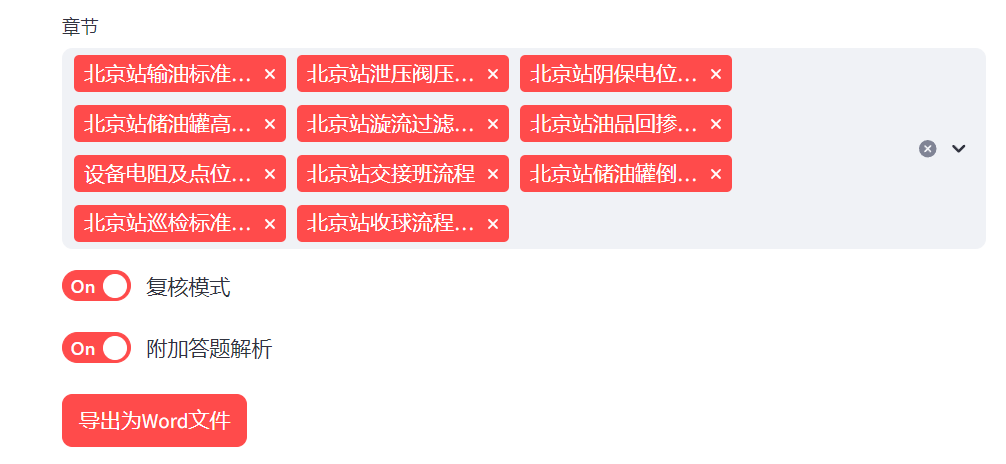 章节
北京站输油标准... × 北京站泄压阀压... × 北京站阴保电位... ×
北京站储油罐高... × 北京站漩流过滤... × 北京站油品回掺... ×
设备电阻及点位... × 北京站交接班流程 × 北京站储油罐倒... ×
北京站巡检标准... × 北京站收球流程... ×
On 复核模式
On 附加答题解析
导出为Word文件